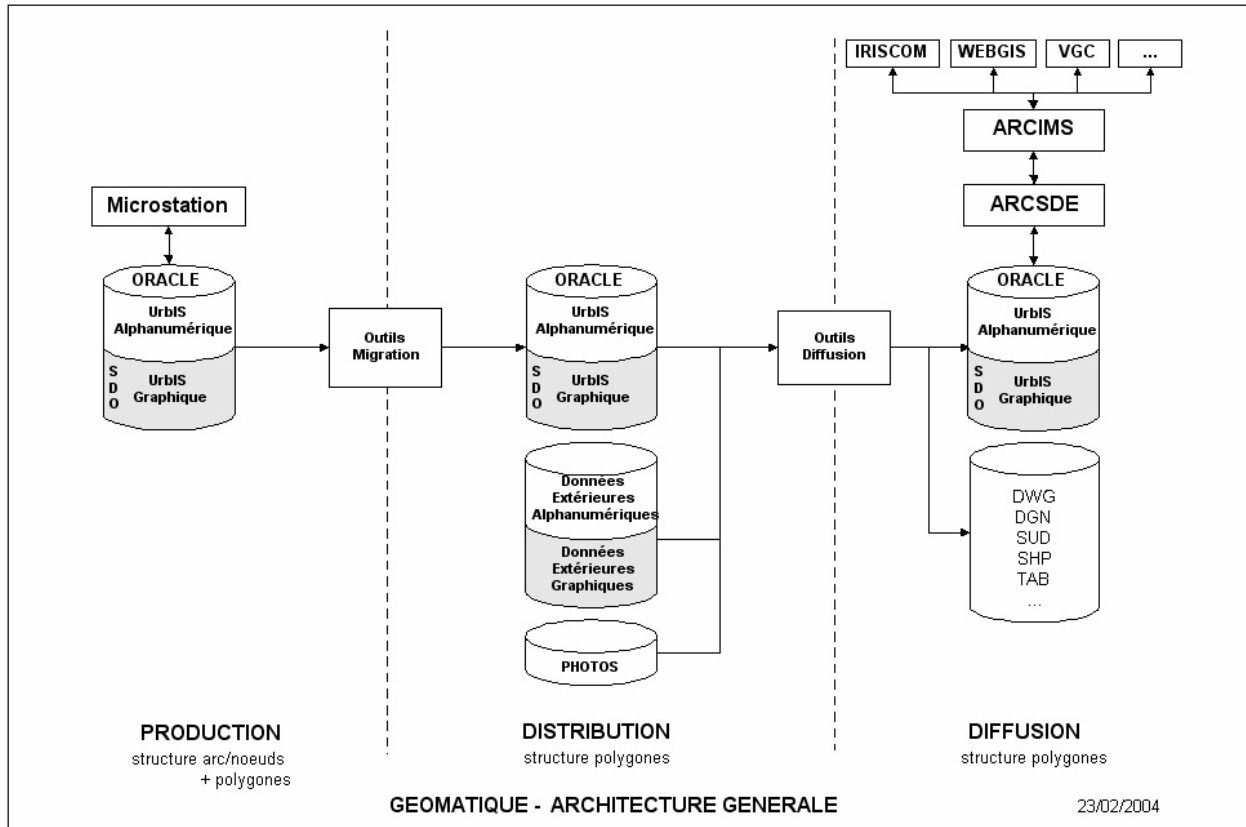 IRISCOM
WEBGIS
VGC
...
ARCIMS
ARCSDE
Microstation
ORACLE
UrbIS
Alphanumérique
SDO
UrbIS
Graphique
Outils
Migration
ORACLE
UrbIS
Alphanumérique
SDO
UrbIS
Graphique
Données
Extérieures
Alphanumériques
Données
Extérieures
Graphiques
PHOTOS
Outils
Diffusion
ORACLE
UrbIS
Alphanumérique
SDO
UrbIS
Graphique
DWG
DGN
SUD
SHP
TAB
...
PRODUCTION
structure arc/noeuds
+ polygones
DISTRIBUTION
structure polygones
DIFFUSION
structure polygones
GEOMATIQUE - ARCHITECTURE GENERALE
23/02/2004